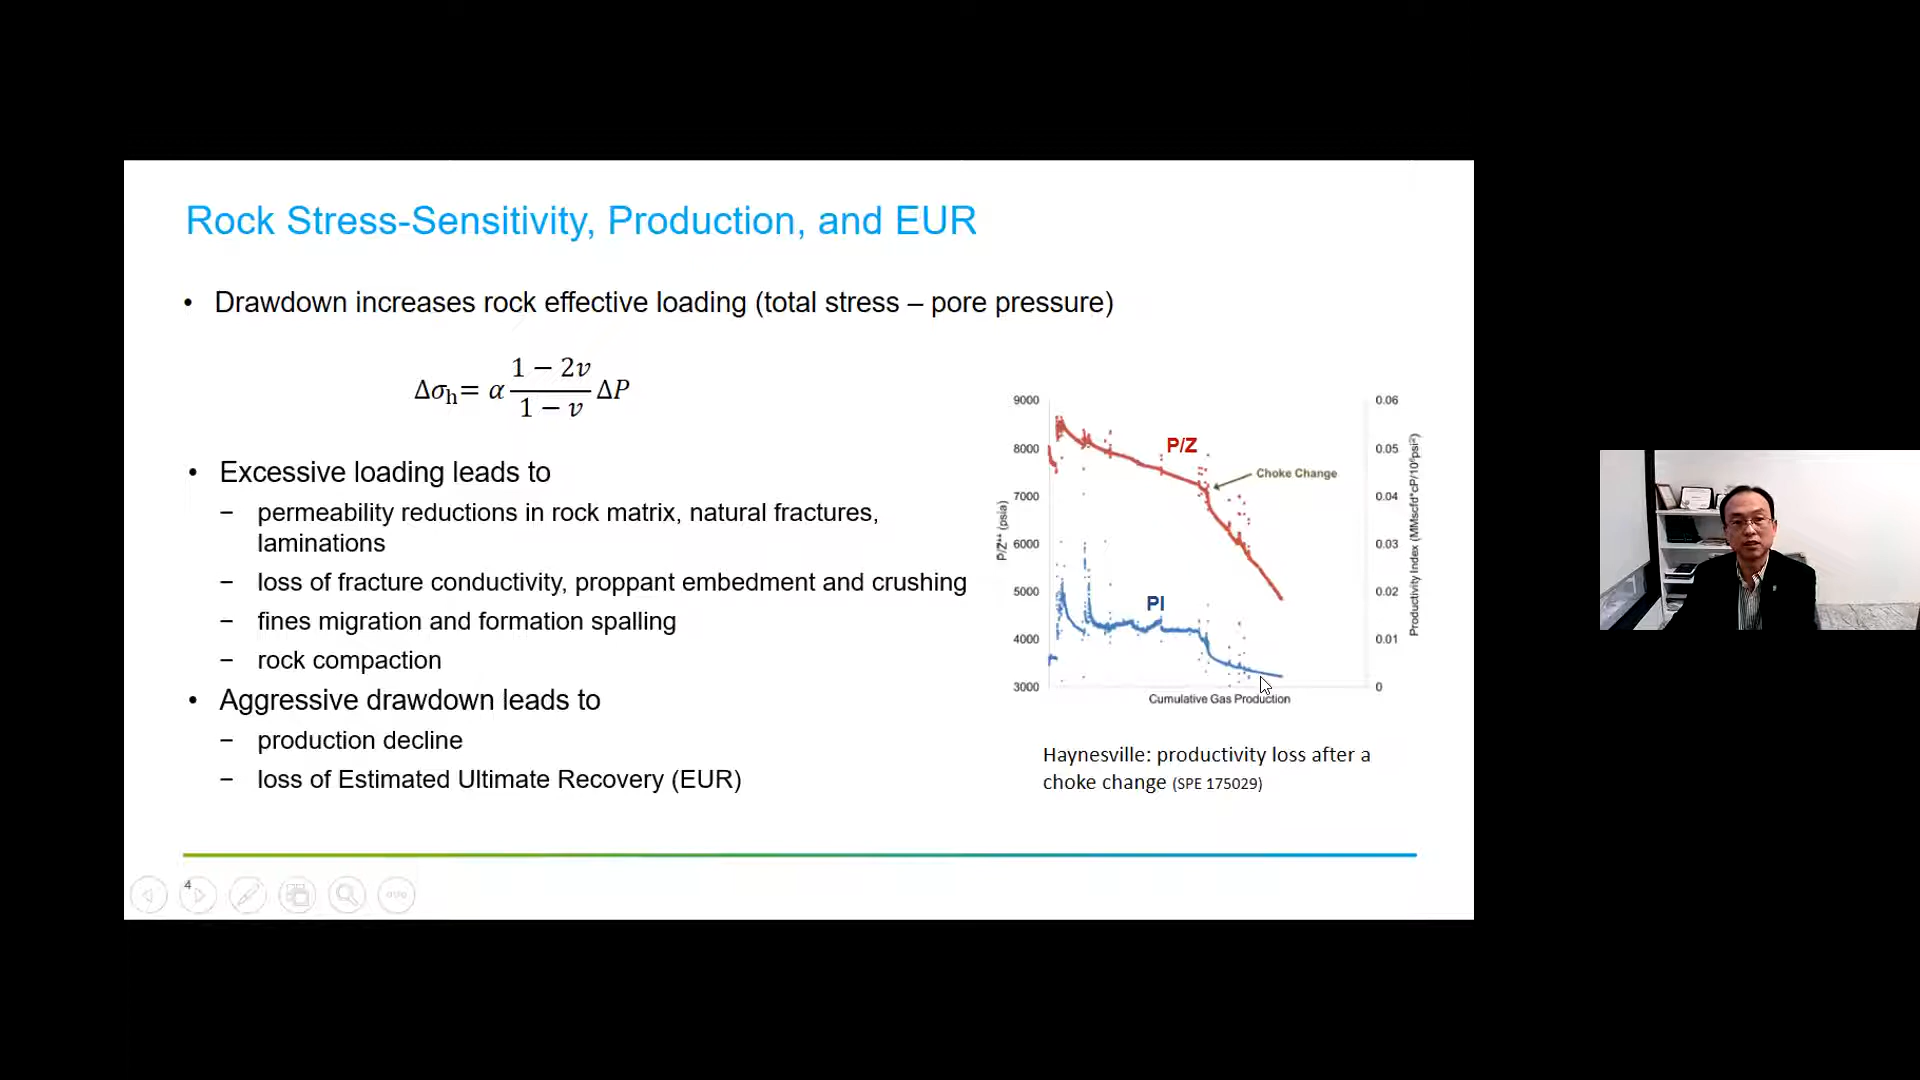 Rock Stress-Sensitivity, Production, and EUR
• Drawdown increases rock effective loading (total stress – pore pressure)
Δσh= α (1 − 2v)/(1 − v) ΔP
• Excessive loading leads to
− permeability reductions in rock matrix, natural fractures,
laminations
− loss of fracture conductivity, proppant embedment and crushing
− fines migration and formation spalling
− rock compaction
• Aggressive drawdown leads to
− production decline
− loss of Estimated Ultimate Recovery (EUR)
9000
8000
7000
6000
5000
4000
3000
P/Z** (psia)
P/Z
Choke Change
PI
0.06
0.05
0.04
0.03
0.02
0.01
0
Productivity Index (MMscfd*cP/10⁶psi²)
Cumulative Gas Production
Haynesville: productivity loss after a
choke change (SPE 175029)
4